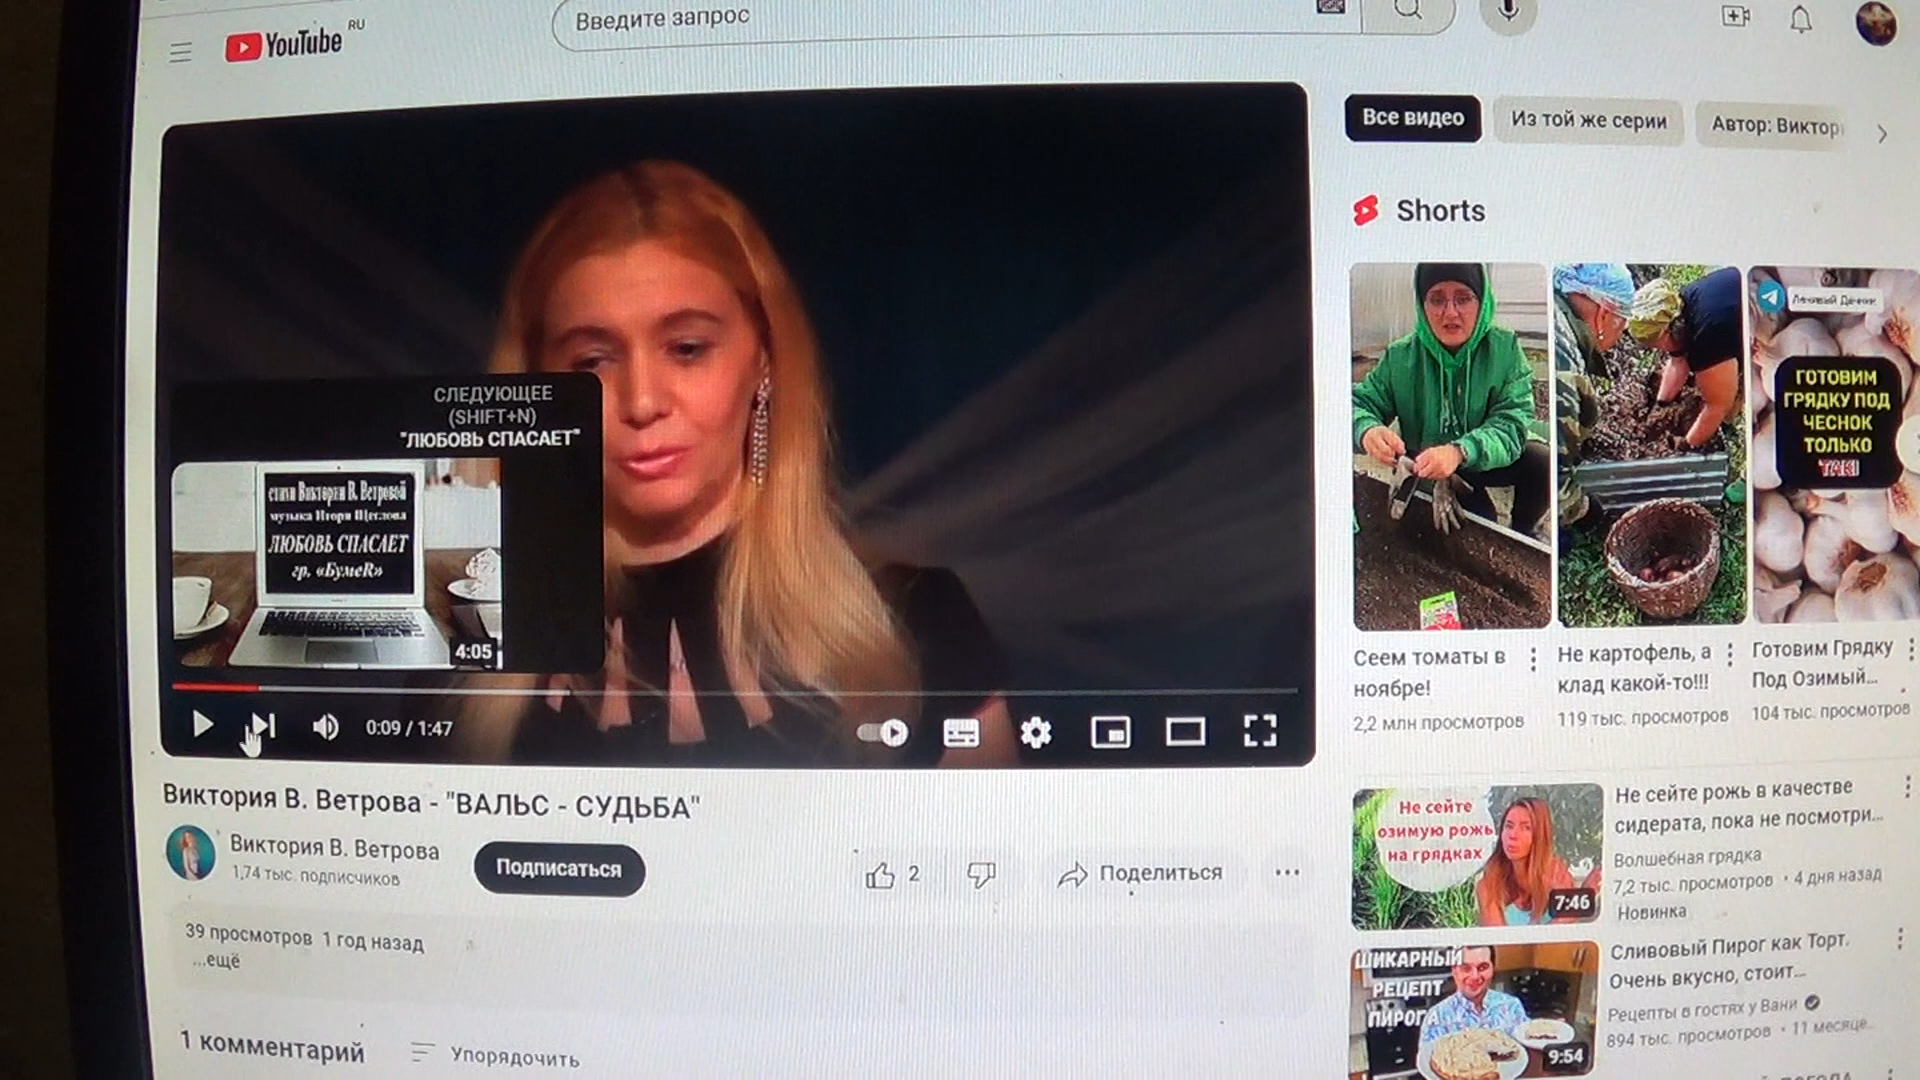 YouTube RU
Введите запрос
СЛЕДУЮЩЕЕ
(SHIFT+N)
"ЛЮБОВЬ СПАСАЕТ"
стихи Виктории В. Ветровой
музыка Игоря Щеглова
ЛЮБОВЬ СПАСАЕТ
гр. «БумеR»
4:05
0:09 / 1:47
Виктория В. Ветрова - "ВАЛЬС - СУДЬБА"
Виктория В. Ветрова
1,74 тыс. подписчиков
Подписаться
2
Поделиться
39 просмотров 1 год назад
...ещё
1 комментарий
Упорядочить
Все видео
Из той же серии
Автор: Виктор
Shorts
Ленивый Дачник
ГОТОВИМ
ГРЯДКУ ПОД
ЧЕСНОК
ТОЛЬКО
ТАК!
Сеем томаты в
ноябре!
2,2 млн просмотров
Не картофель, а
клад какой-то!!!
119 тыс. просмотров
Готовим Грядку
Под Озимый...
104 тыс. просмотров
Не сейте
озимую рожь
на грядках
7:46
Не сейте рожь в качестве
сидерата, пока не посмотри...
Волшебная грядка
7,2 тыс. просмотров • 4 дня назад
Новинка
ШИКАРНЫЙ
РЕЦЕПТ
ПИРОГА
9:54
Сливовый Пирог как Торт.
Очень вкусно, стоит...
Рецепты в гостях у Вани
894 тыс. просмотров • 11 месяце...